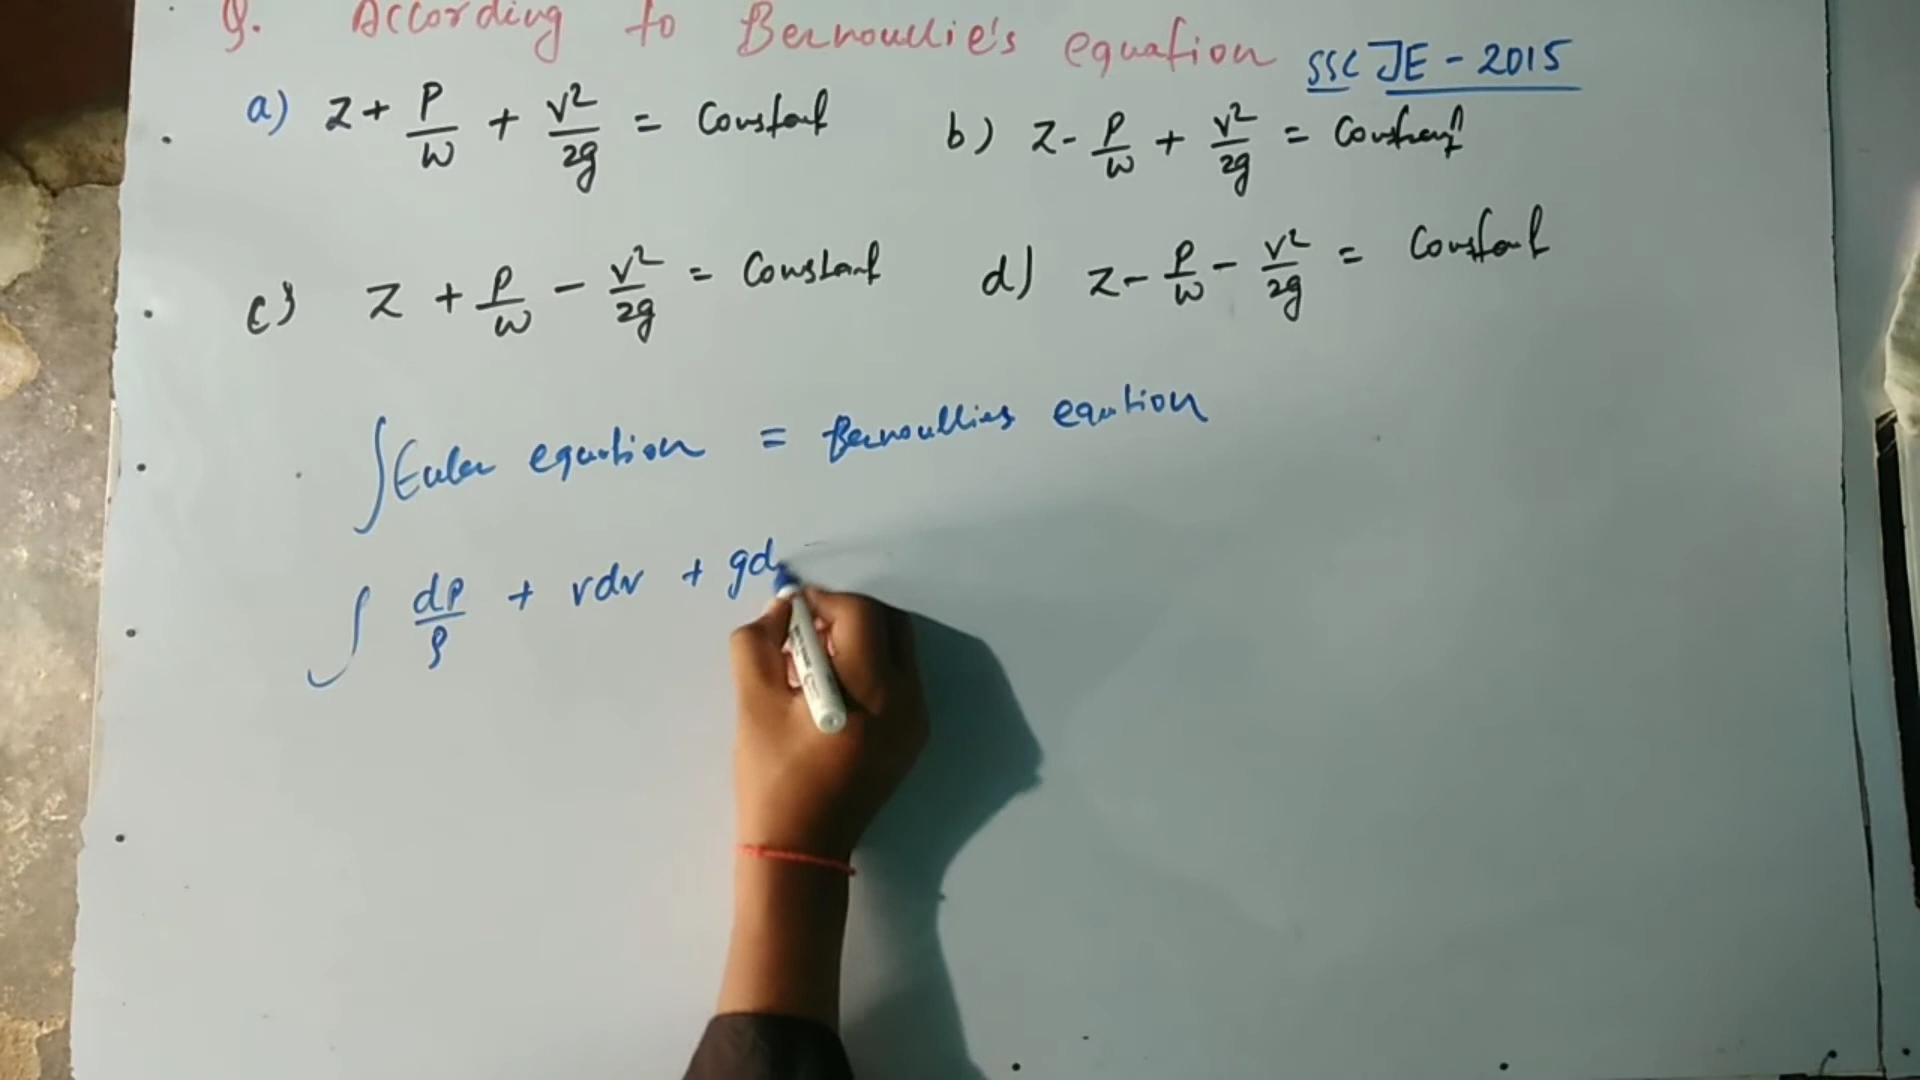 Q. According to Bernoullie's equation SSC JE - 2015
a) Z + P/w + v²/2g = Constant b) Z - P/w + v²/2g = Constant
c) Z + P/w - v²/2g = Constant d) Z - P/w - v²/2g = Constant
∫ Euler equation = Bernoullies eqution
∫ dp/ρ + vdv + gd